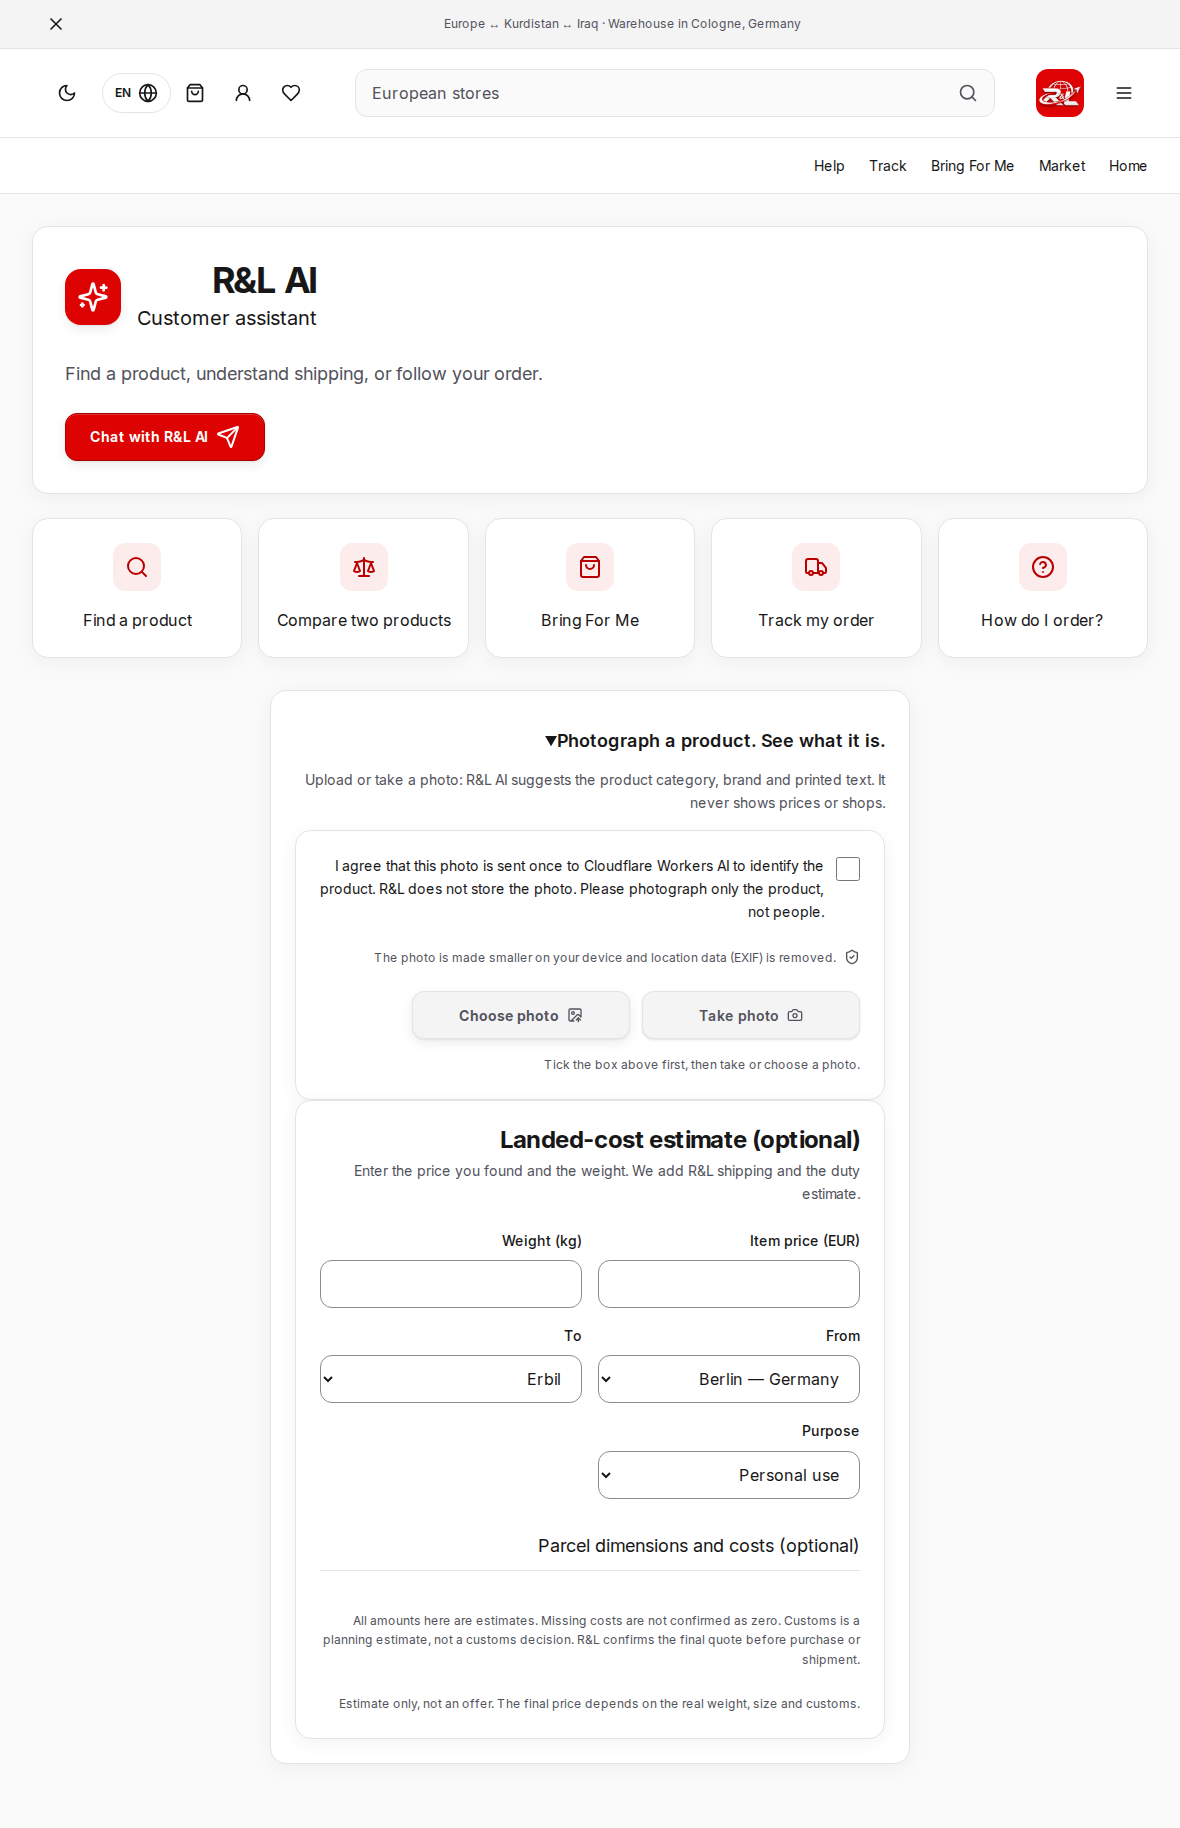 Europe ↔ Kurdistan ↔ Iraq · Warehouse in Cologne, Germany
EN
European stores
R&L
Help
Track
Bring For Me
Market
Home
R&L AI
Customer assistant
Find a product, understand shipping, or follow your order.
Chat with R&L AI
Find a product
Compare two products
Bring For Me
Track my order
How do I order?
▼Photograph a product. See what it is.
Upload or take a photo: R&L AI suggests the product category, brand and printed text. It
never shows prices or shops.
I agree that this photo is sent once to Cloudflare Workers AI to identify the
product. R&L does not store the photo. Please photograph only the product,
not people.
The photo is made smaller on your device and location data (EXIF) is removed.
Choose photo
Take photo
Tick the box above first, then take or choose a photo.
Landed-cost estimate (optional)
Enter the price you found and the weight. We add R&L shipping and the duty
estimate.
Weight (kg)
Item price (EUR)
To
From
Erbil
Berlin — Germany
Purpose
Personal use
Parcel dimensions and costs (optional)
All amounts here are estimates. Missing costs are not confirmed as zero. Customs is a
planning estimate, not a customs decision. R&L confirms the final quote before purchase or
shipment.
Estimate only, not an offer. The final price depends on the real weight, size and customs.